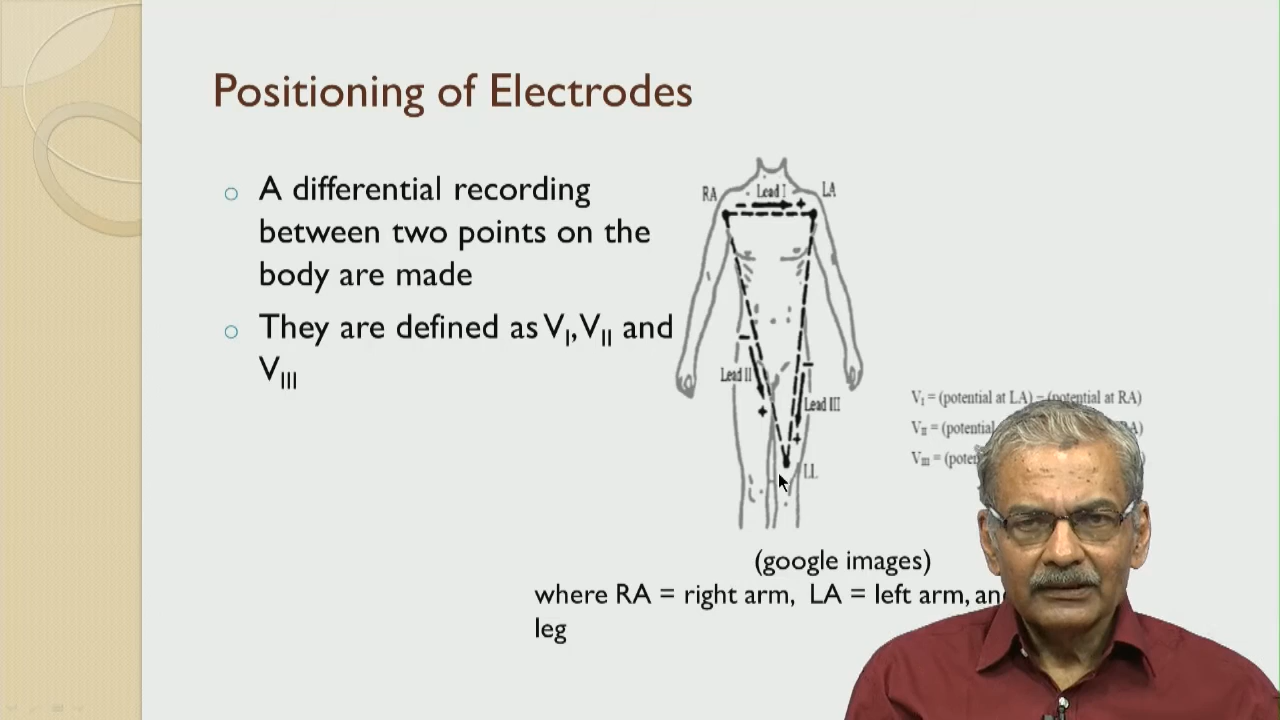 Positioning of Electrodes
A differential recording
between two points on the
body are made
They are defined as VI, VII and
VIII
RA
Lead I
LA
Lead II
Lead III
LL
VI = (potential at LA) – (potential at RA)
VII = (potential
VIII =
(google images)
where RA = right arm, LA = left arm,
leg